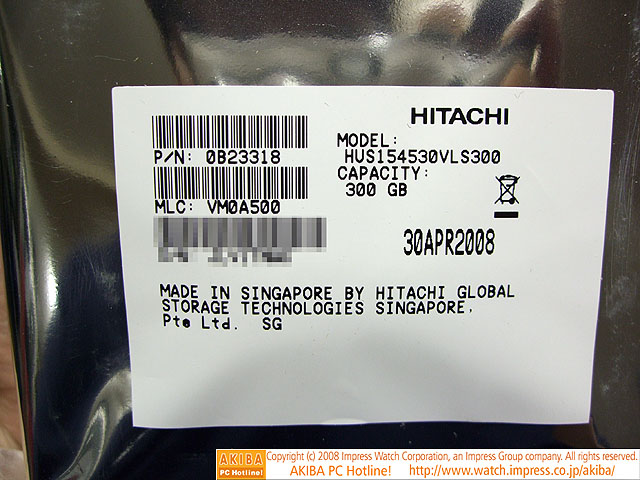 HITACHI
P/N: 0B23318
MLC: VM0A500
MODEL:
HUS154530VLS300
CAPACITY:
300 GB
30APR2008
MADE IN SINGAPORE BY HITACHI GLOBAL
STORAGE TECHNOLOGIES SINGAPORE.
Pte Ltd. SG
AKIBA
PC Hotline!
Copyright (c) 2008 Impress Watch Corporation, an Impress Group company. All rights reserved.
AKIBA PC Hotline! http://www.watch.impress.co.jp/akiba/